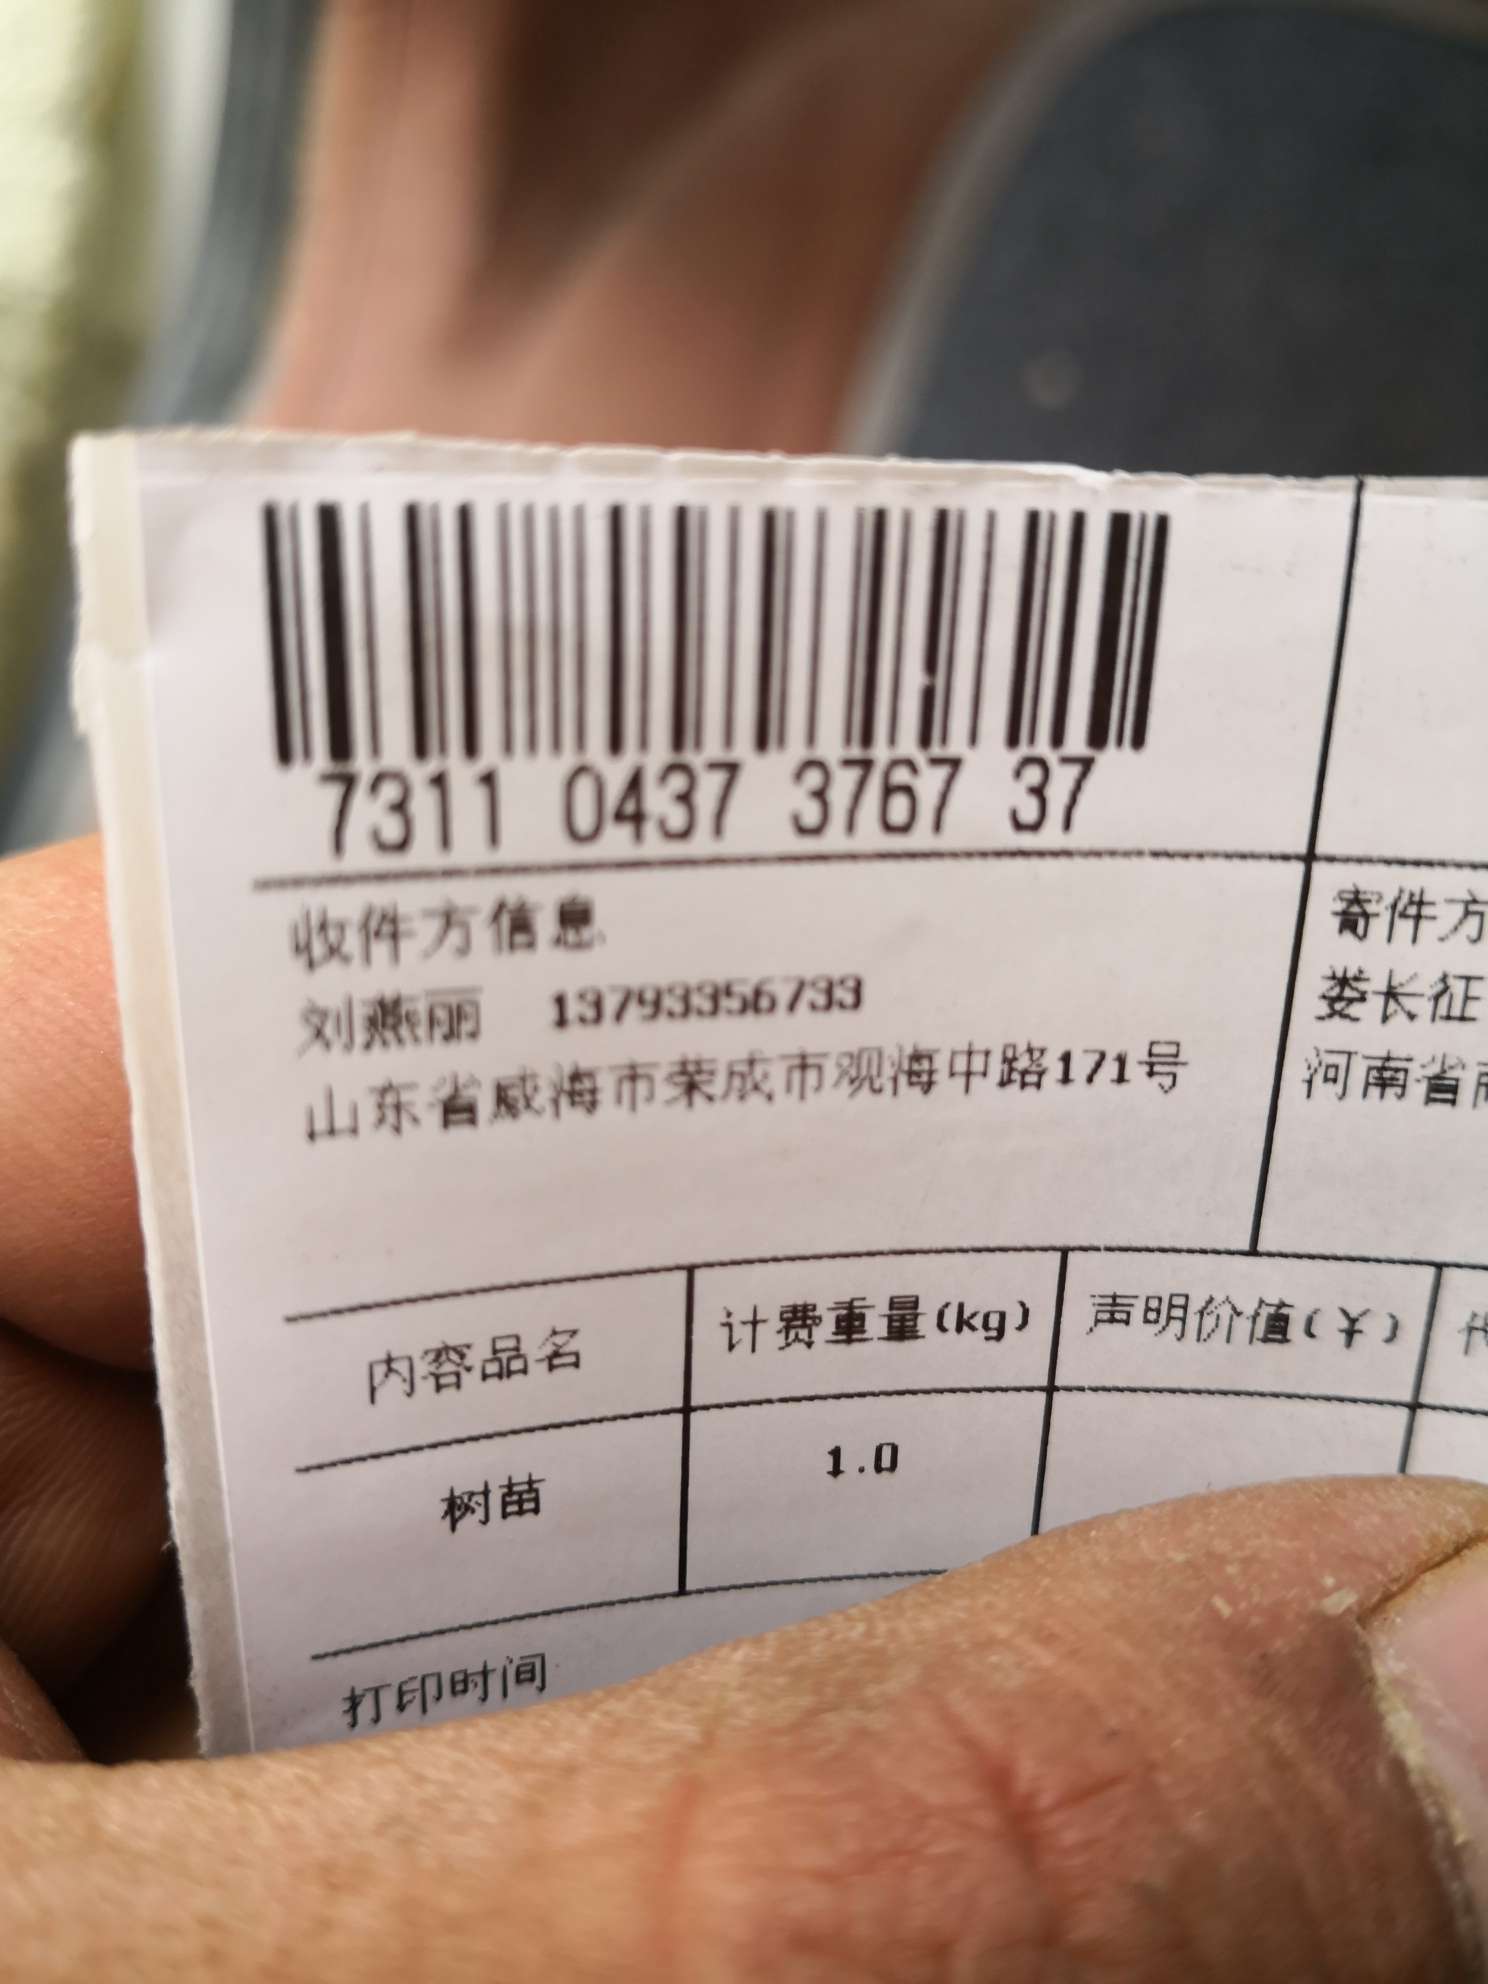 7311 0437 3767 37
收件方信息
刘燕丽 13793356733
山东省威海市荣成市观海中路171号
寄件方
娄长征
河南省
内容品名 计费重量(kg) 声明价值(¥)
树苗 1.0
打印时间